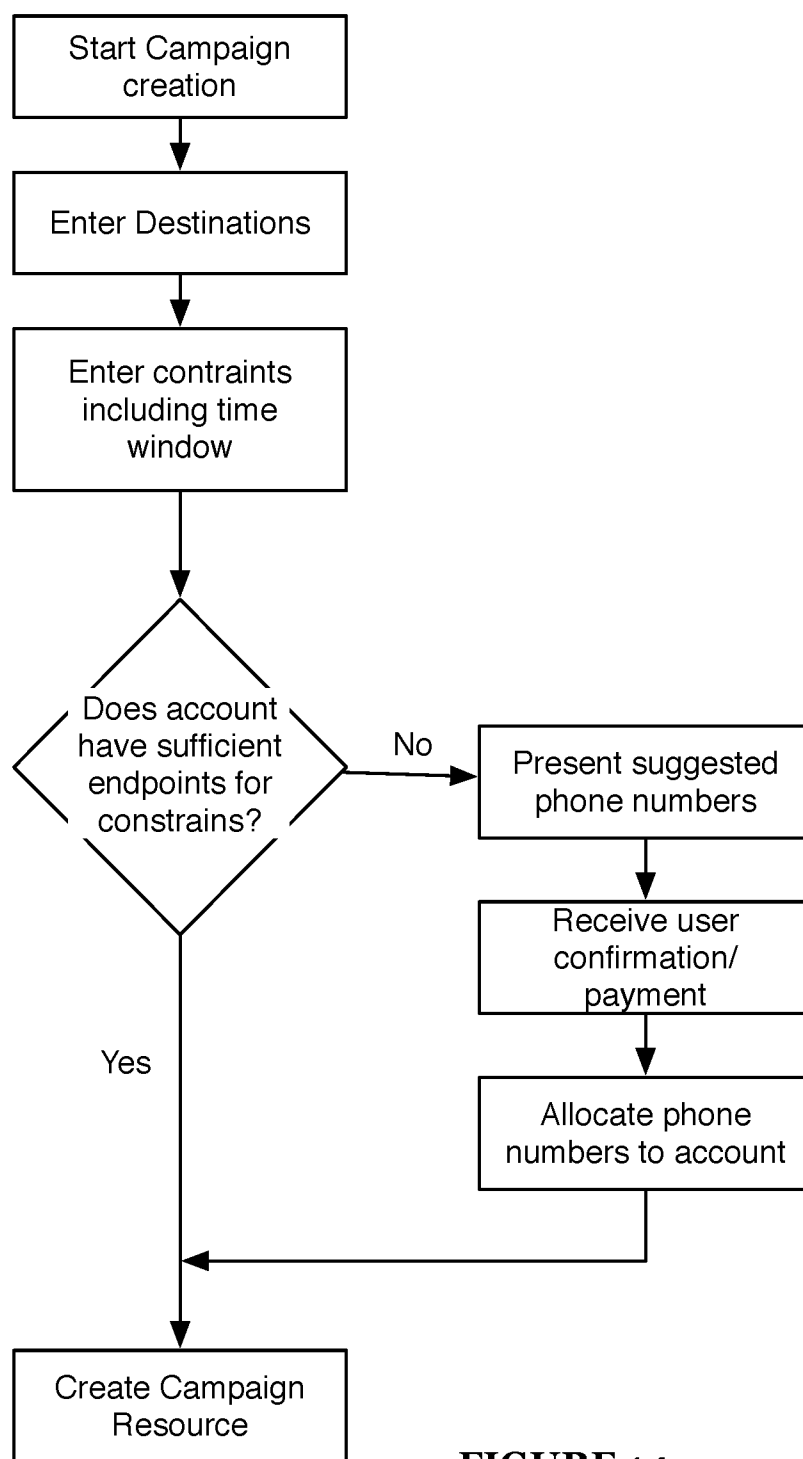 Start Campaign
creation
Enter Destinations
Enter contraints
including time
window
Does account
have sufficient
endpoints for
constrains?
No
Present suggested
phone numbers
Receive user
confirmation/
payment
Yes
Allocate phone
numbers to account
Create Campaign
Resource
FIGURE